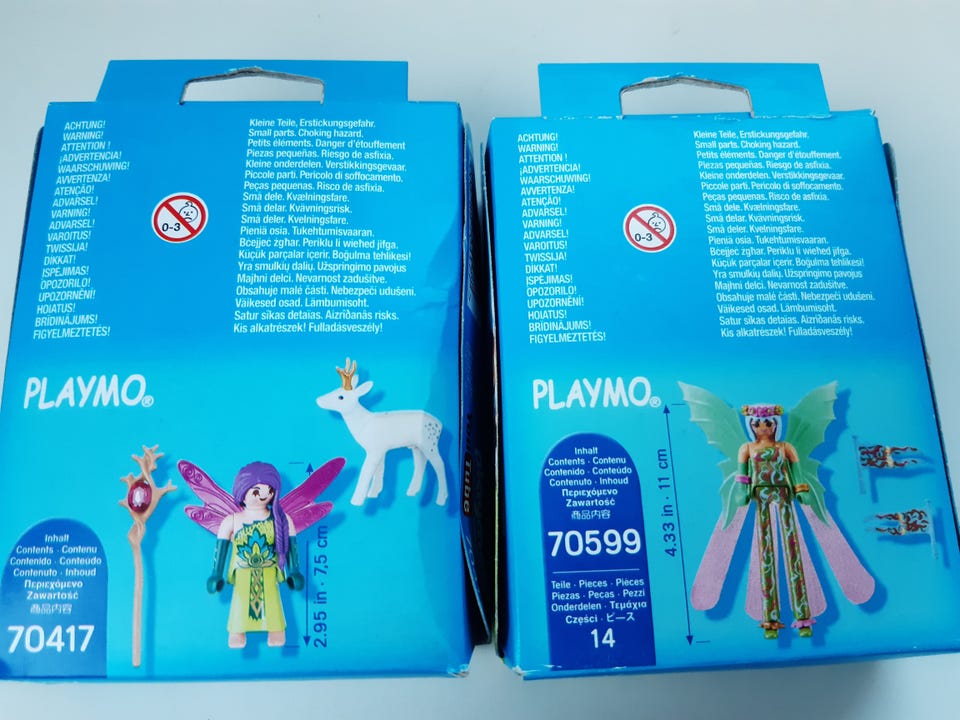 ACHTUNG!
WARNING!
ATTENTION !
¡ADVERTENCIA!
WAARSCHUWING!
AVVERTENZA!
ATENÇÃO!
ADVARSEL!
VARNING!
ADVARSEL!
VAROITUS!
TWISSIJA!
DIKKAT!
ĮSPĖJIMAS!
OPOZORILO!
UPOZORNĚNÍ!
HOIATUS!
BRĪDINĀJUMS!
FIGYELMEZTETÉS!
Kleine Teile, Erstickungsgefahr.
Small parts. Choking hazard.
Petits éléments. Danger d'étouffement
Piezas pequeñas. Riesgo de asfixia.
Kleine onderdelen. Verstikkingsgevaar.
Piccole parti. Pericolo di soffocamento.
Peças pequenas. Risco de asfixia.
Små dele. Kvælningsfare.
Små delar. Kvävningsrisk.
Små deler. Kvelningsfare.
Pieniä osia. Tukehtumisvaaran.
Bċejjeċ żgħar. Periklu li wieħed jifga.
Küçük parçalar içerir. Boğulma tehlikesi!
Yra smulkių dalių. Užspringimo pavojus
Majhni delci. Nevarnost zadušitve.
Obsahuje malé části. Nebezpečí udušení.
Väikesed osad. Lämbumisoht.
Satur sīkas detaļas. Aizrīšanās risks.
Kis alkatrészek! Fulladásveszély!
0-3
PLAYMO®
Inhalt
Contents · Contenu
Contenido · Conteúdo
Contenuto · Inhoud
Περιεχόμενο
Zawartość
商品内容
70417
2.95 in · 7,5 cm
Tube
ACHTUNG!
WARNING!
ATTENTION !
¡ADVERTENCIA!
WAARSCHUWING!
AVVERTENZA!
ATENÇÃO!
ADVARSEL!
VARNING!
ADVARSEL!
VAROITUS!
TWISSIJA!
DIKKAT!
ĮSPĖJIMAS!
OPOZORILO!
UPOZORNĚNÍ!
HOIATUS!
BRĪDINĀJUMS!
FIGYELMEZTETÉS!
Kleine Teile, Erstickungsgefahr.
Small parts. Choking hazard.
Petits éléments. Danger d'étouffement
Piezas pequeñas. Riesgo de asfixia.
Kleine onderdelen. Verstikkingsgevaar.
Piccole parti. Pericolo di soffocamento.
Peças pequenas. Risco de asfixia.
Små dele. Kvælningsfare.
Små delar. Kvävningsrisk.
Små deler. Kvelningsfare.
Pieniä osia. Tukehtumisvaaran.
Bċejjeċ żgħar. Periklu li wieħed jifga.
Küçük parçalar içerir. Boğulma tehlikesi!
Yra smulkių dalių. Užspringimo pavojus
Majhni delci. Nevarnost zadušitve.
Obsahuje malé části. Nebezpečí udušení.
Väikesed osad. Lämbumisoht.
Satur sīkas detaļas. Aizrīšanās risks.
Kis alkatrészek! Fulladásveszély!
0-3
PLAYMO®
Inhalt
Contents · Contenu
Contenido · Conteúdo
Contenuto · Inhoud
Περιεχόμενο
Zawartość
商品内容
70599
Teile · Pieces · Pièces
Piezas · Pecas · Pezzi
Onderdelen · Τεμάχια
Części · ピース
14
4.33 in · 11 cm